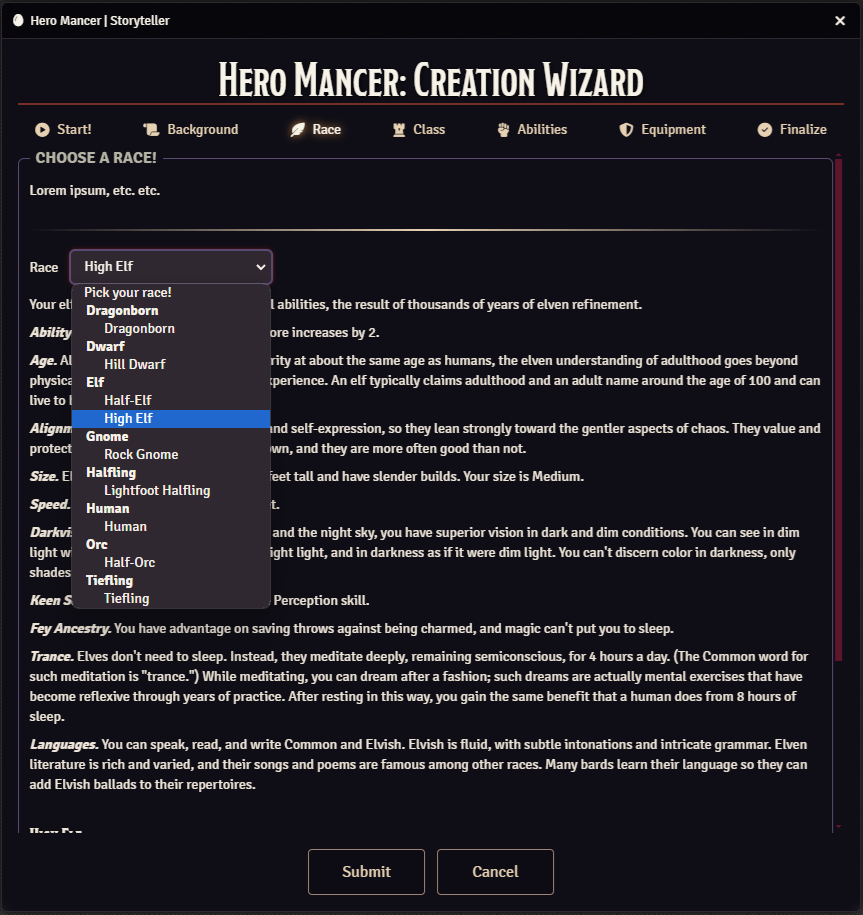 Hero Mancer | Storyteller
Hero Mancer: Creation Wizard
Start! Background Race Class Abilities Equipment Finalize
CHOOSE A RACE!
Lorem ipsum, etc. etc.
Race High Elf
Pick your race!
Dragonborn
Dragonborn
Dwarf
Hill Dwarf
Elf
Half-Elf
High Elf
Gnome
Rock Gnome
Halfling
Lightfoot Halfling
Human
Human
Orc
Half-Orc
Tiefling
Tiefling
Your abilities, the result of thousands of years of elven refinement.
Ability increases by 2.
Age. at about the same age as humans, the elven understanding of adulthood goes beyond
An elf typically claims adulthood and an adult name around the age of 100 and can
live to
and self-expression, so they lean strongly toward the gentler aspects of chaos. They value and
and they are more often good than not.
Size. feet tall and have slender builds. Your size is Medium.
Speed.
and the night sky, you have superior vision in dark and dim conditions. You can see in dim
light light, and in darkness as if it were dim light. You can't discern color in darkness, only
shades
Keen Perception skill.
Fey Ancestry. You have advantage on saving throws against being charmed, and magic can't put you to sleep.
Trance. Elves don't need to sleep. Instead, they meditate deeply, remaining semiconscious, for 4 hours a day. (The Common word for
such meditation is "trance.") While meditating, you can dream after a fashion; such dreams are actually mental exercises that have
become reflexive through years of practice. After resting in this way, you gain the same benefit that a human does from 8 hours of
sleep.
Languages. You can speak, read, and write Common and Elvish. Elvish is fluid, with subtle intonations and intricate grammar. Elven
literature is rich and varied, and their songs and poems are famous among other races. Many bards learn their language so they can
add Elvish ballads to their repertoires.
Submit Cancel